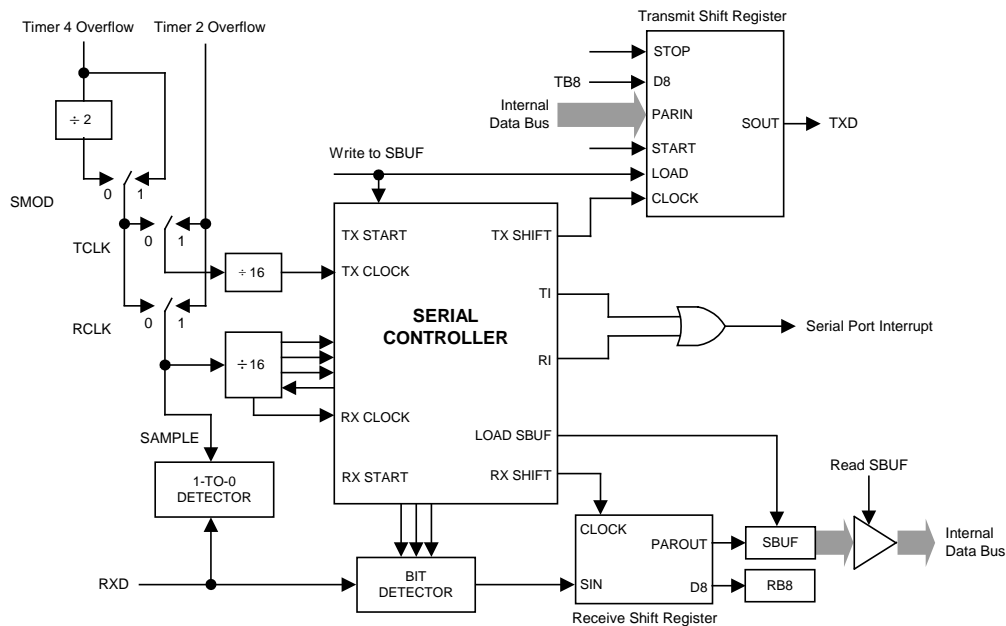 Timer 4 Overflow
Timer 2 Overflow
Transmit Shift Register
STOP
TB8
D8
÷ 2
Internal
Data Bus
PARIN
SOUT
TXD
START
Write to SBUF
LOAD
SMOD
0
1
CLOCK
TX START
TX SHIFT
TCLK
0
1
÷ 16
TX CLOCK
TI
RCLK
0
1
SERIAL
CONTROLLER
Serial Port Interrupt
÷ 16
RI
RX CLOCK
SAMPLE
LOAD SBUF
1-TO-0
DETECTOR
RX START
RX SHIFT
Read SBUF
CLOCK
PAROUT
SBUF
Internal
Data Bus
RXD
BIT
DETECTOR
SIN
D8
RB8
Receive Shift Register